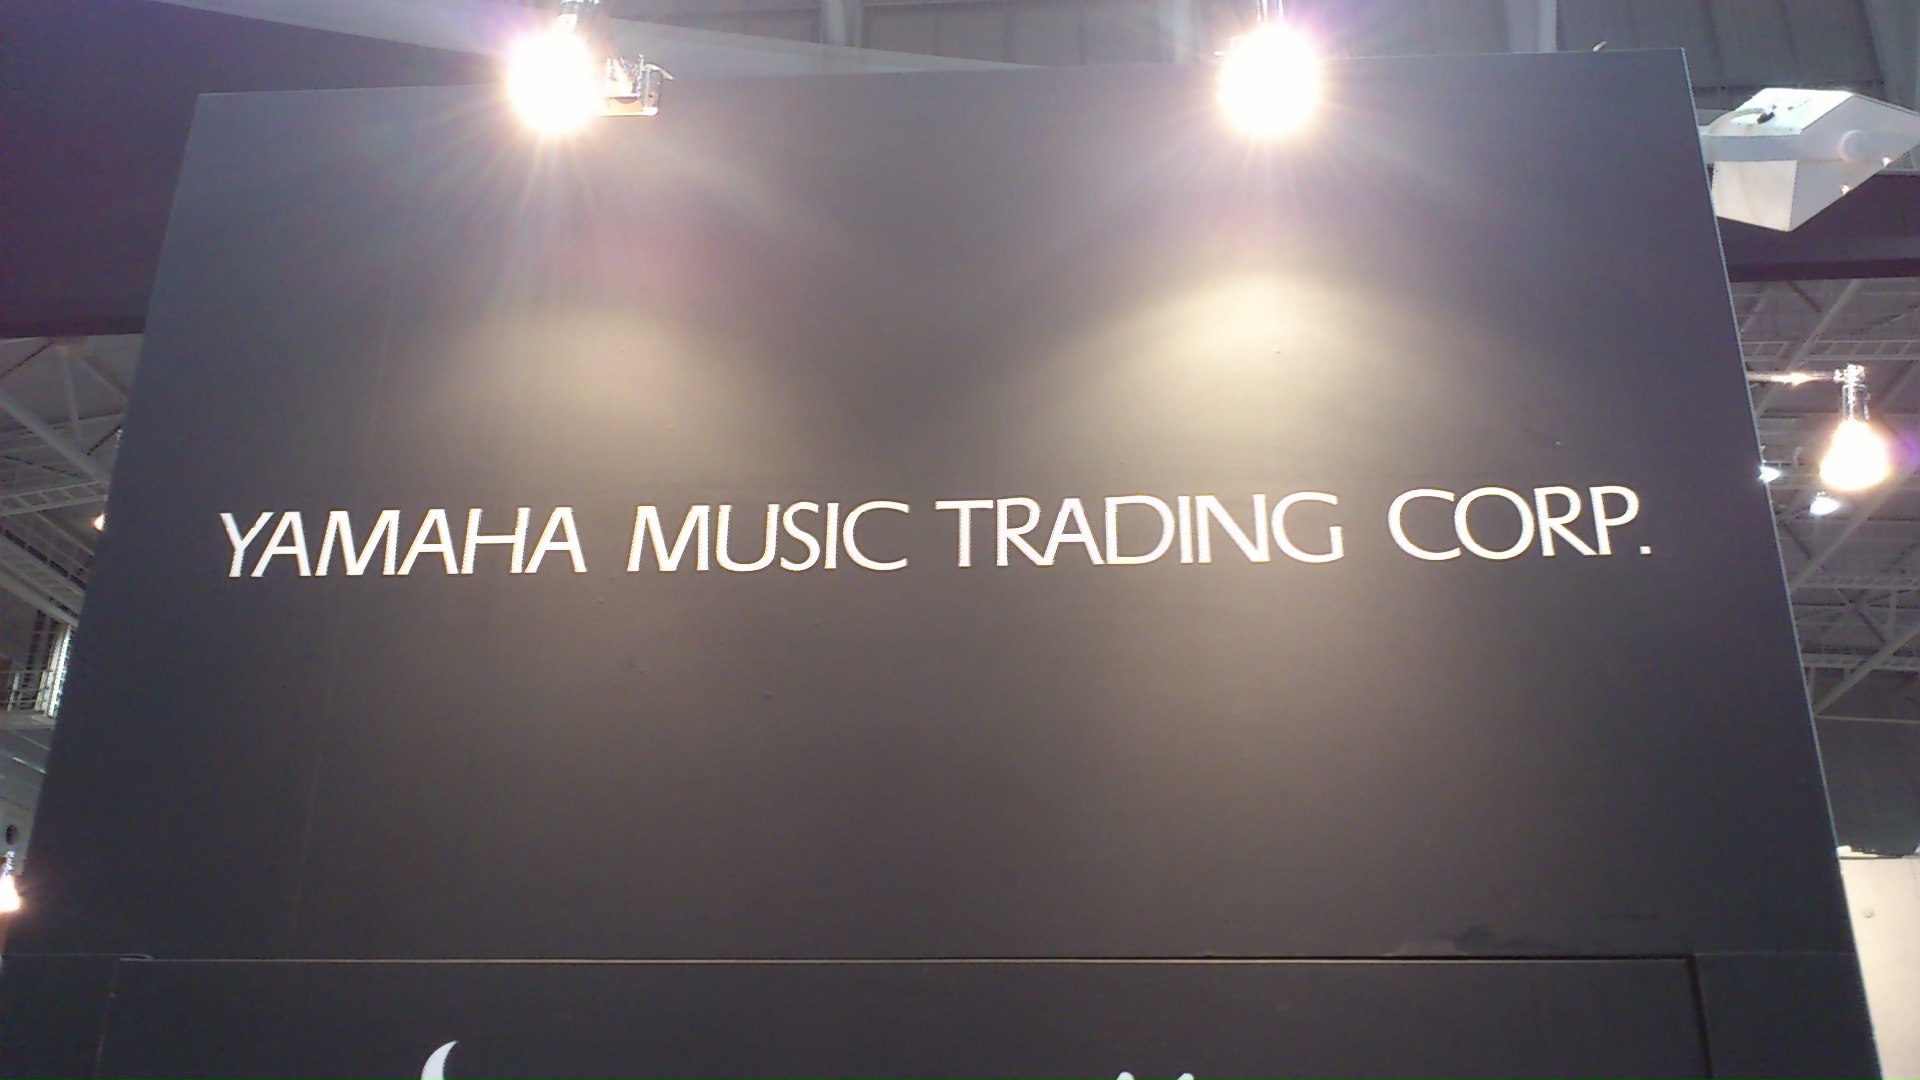 YAMAHA MUSIC TRADING CORP.